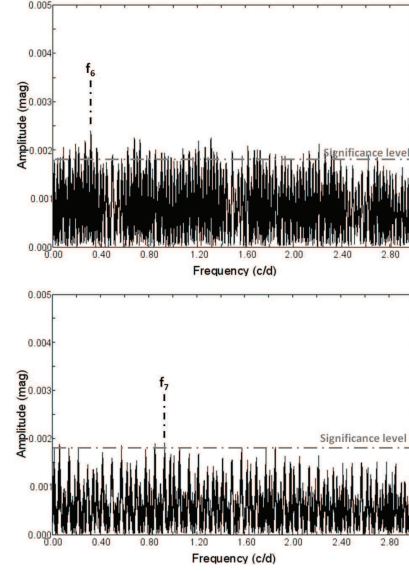 0.005
0.004
f6
0.003
Significance level
0.002
0.001
0.000
Amplitude (mag)
0.00 0.40 0.80 1.20 1.60 2.00 2.40 2.80
Frequency (c/d)
0.005
0.004
f7
0.003
0.002
Significance level
0.001
0.000
Amplitude (mag)
0.00 0.40 0.80 1.20 1.60 2.00 2.40 2.80
Frequency (c/d)